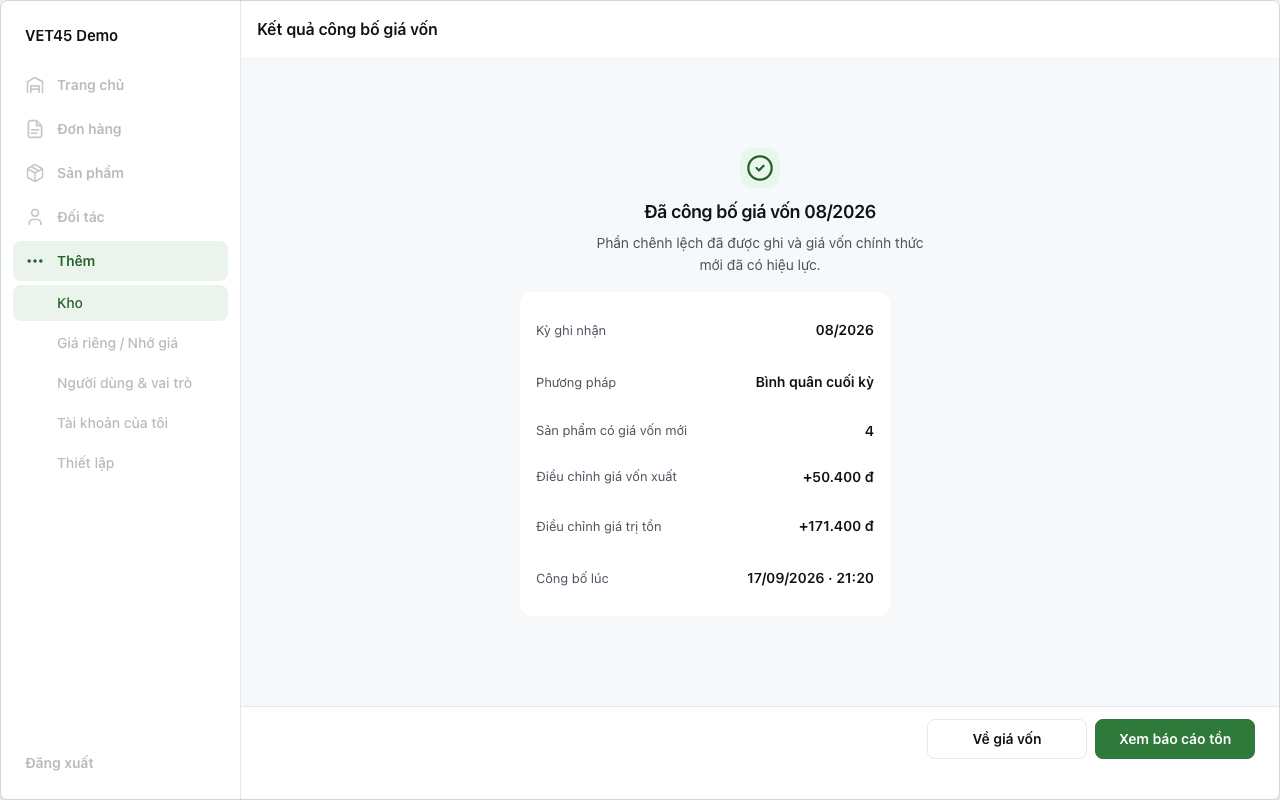 VET45 Demo
Trang chủ
Đơn hàng
Sản phẩm
Đối tác
Thêm
Kho
Giá riêng / Nhớ giá
Người dùng & vai trò
Tài khoản của tôi
Thiết lập
Đăng xuất
Kết quả công bố giá vốn
Đã công bố giá vốn 08/2026
Phần chênh lệch đã được ghi và giá vốn chính thức
mới đã có hiệu lực.
Kỳ ghi nhận 08/2026
Phương pháp Bình quân cuối kỳ
Sản phẩm có giá vốn mới 4
Điều chỉnh giá vốn xuất +50.400 đ
Điều chỉnh giá trị tồn +171.400 đ
Công bố lúc 17/09/2026 · 21:20
Về giá vốn
Xem báo cáo tồn